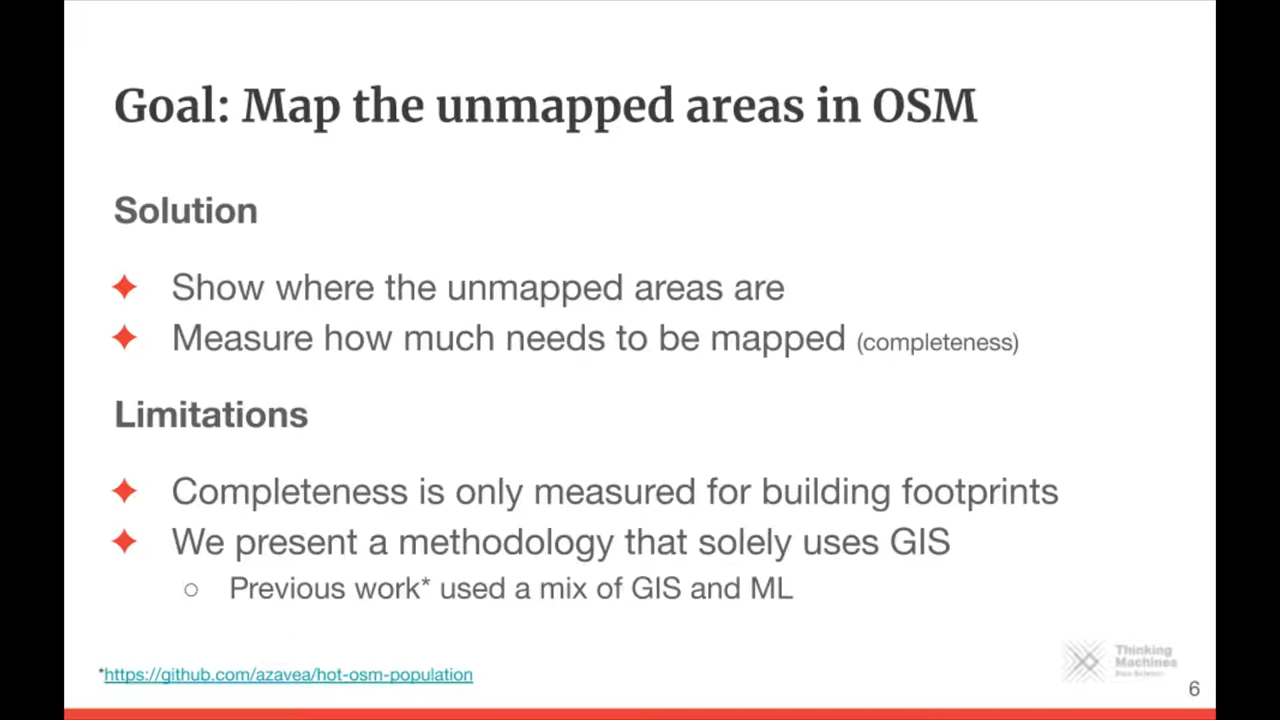 Goal: Map the unmapped areas in OSM
Solution
Show where the unmapped areas are
Measure how much needs to be mapped (completeness)
Limitations
Completeness is only measured for building footprints
We present a methodology that solely uses GIS
Previous work* used a mix of GIS and ML
*https://github.com/azavea/hot-osm-population
Thinking
Machines
6